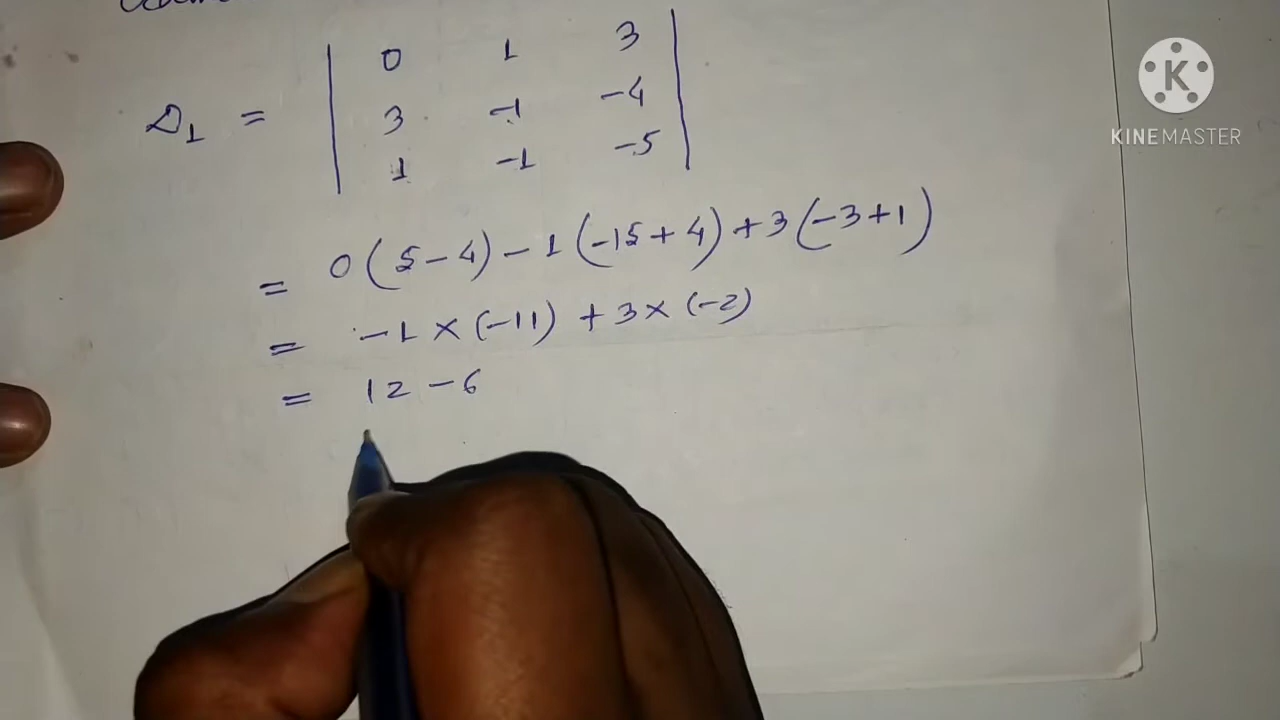 0 1 3
D₁ = 3 -1 -4
1 -1 -5
= 0 (5-4) - 1 (-15+4) + 3 (-3+1)
= -1 × (-11) + 3 × (-2)
= 12 - 6
K
KINEMASTER